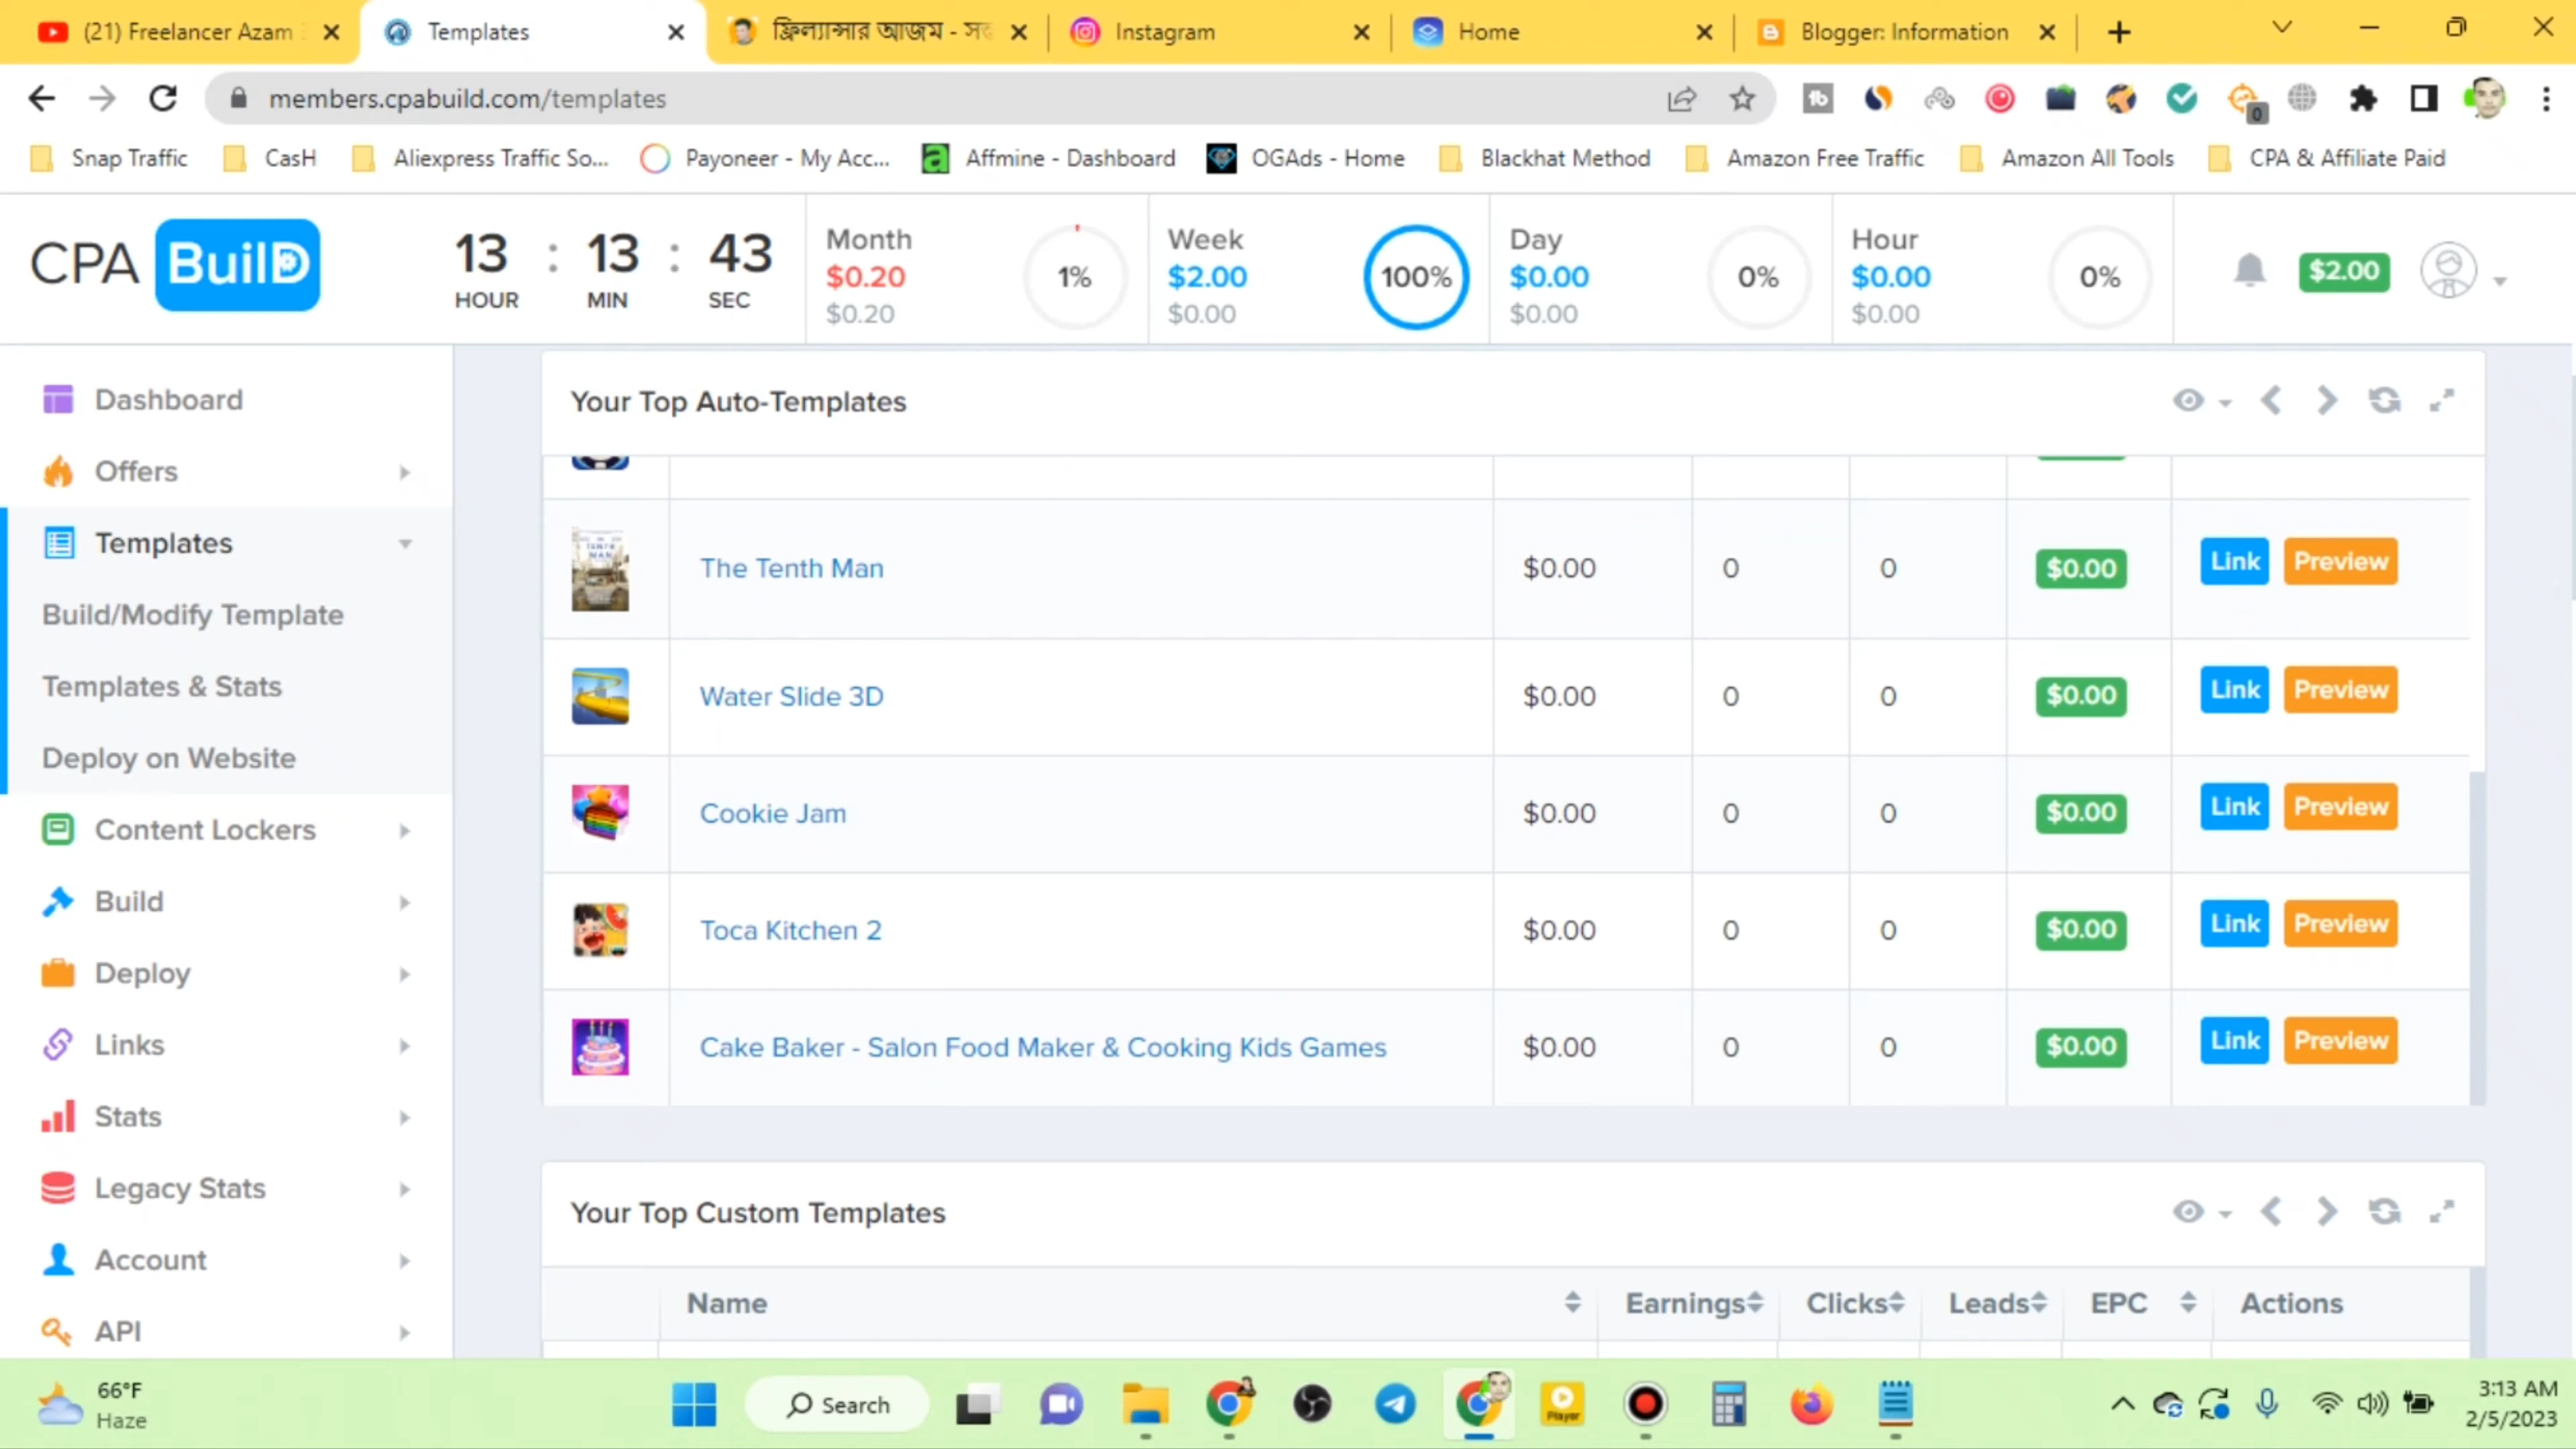 (21) Freelancer Azam
Templates
ফ্রিল্যান্সার আজম -
Instagram
Home
Blogger: Information
members.cpabuild.com/templates
0
Snap Traffic
CasH
Aliexpress Traffic So...
Payoneer - My Acc...
Affmine - Dashboard
OGAds - Home
Blackhat Method
Amazon Free Traffic
Amazon All Tools
CPA & Affiliate Paid
CPA BuilD
13 : 13 : 43
HOUR MIN SEC
Month
$0.20
$0.20
1%
Week
$2.00
$0.00
100%
Day
$0.00
$0.00
0%
Hour
$0.00
$0.00
0%
$2.00
Dashboard
Offers
Templates
Build/Modify Template
Templates & Stats
Deploy on Website
Content Lockers
Build
Deploy
Links
Stats
Legacy Stats
Account
API
Your Top Auto-Templates
The Tenth Man $0.00 0 0 $0.00 Link Preview
Water Slide 3D $0.00 0 0 $0.00 Link Preview
Cookie Jam $0.00 0 0 $0.00 Link Preview
Toca Kitchen 2 $0.00 0 0 $0.00 Link Preview
Cake Baker - Salon Food Maker & Cooking Kids Games $0.00 0 0 $0.00 Link Preview
Your Top Custom Templates
Name Earnings Clicks Leads EPC Actions
66°F
Haze
Search
Player
3:13 AM
2/5/2023